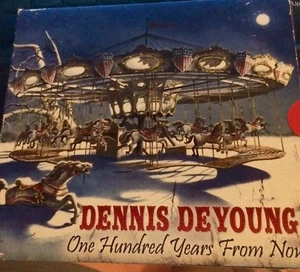 DENNIS DEYOUNG
One Hundred Years From Now